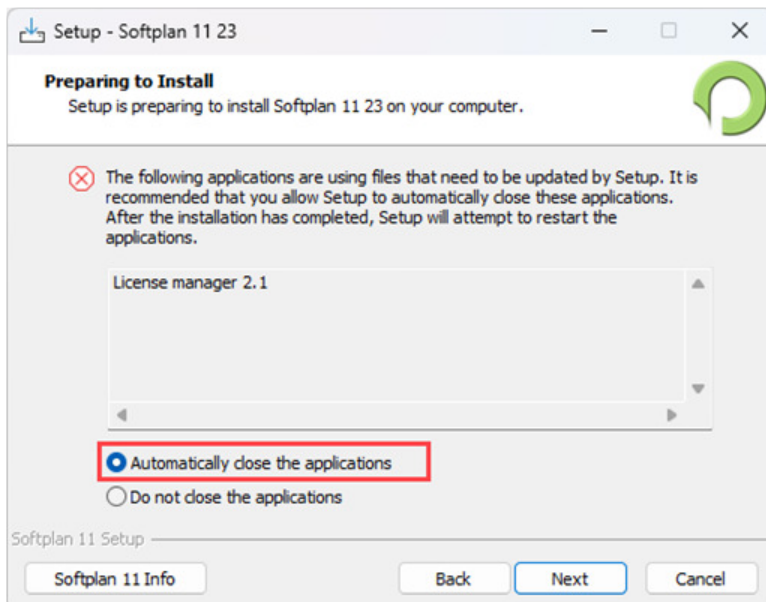 Setup - Softplan 11 23
Preparing to Install
Setup is preparing to install Softplan 11 23 on your computer.
The following applications are using files that need to be updated by Setup. It is
recommended that you allow Setup to automatically close these applications.
After the installation has completed, Setup will attempt to restart the
applications.
License manager 2.1
Automatically close the applications
Do not close the applications
Softplan 11 Setup
Softplan 11 Info
Back
Next
Cancel